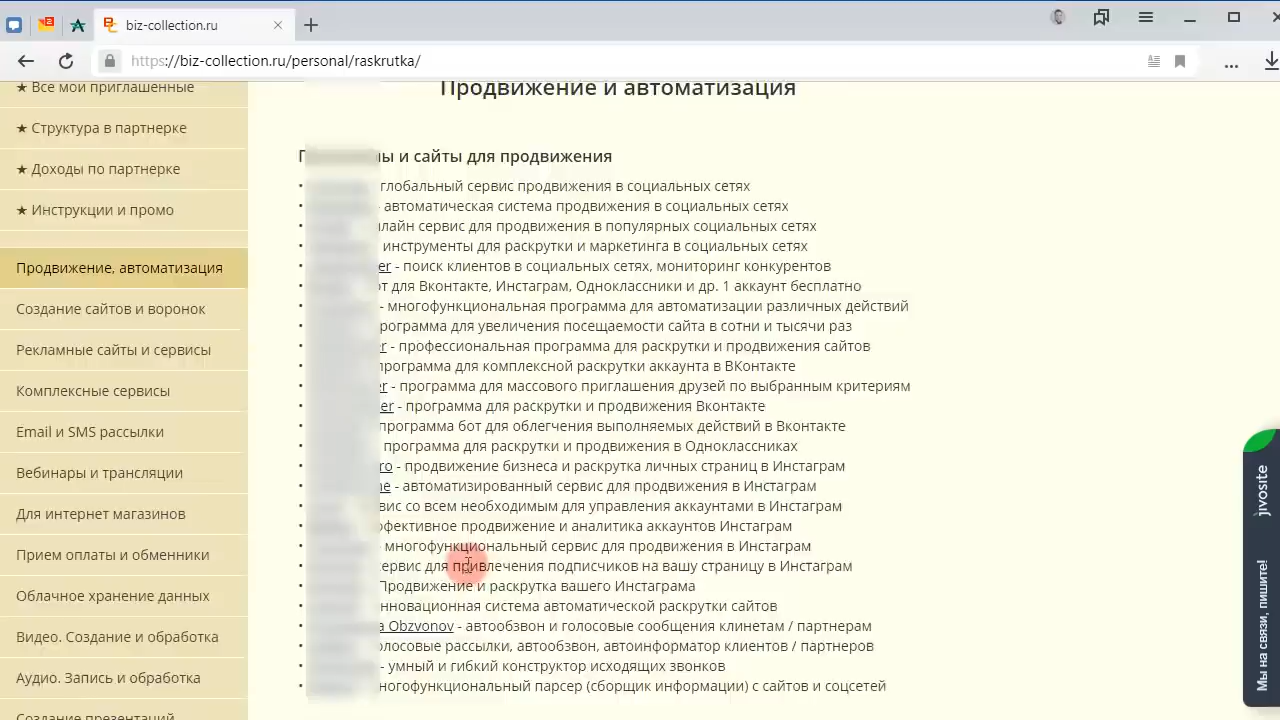 biz-collection.ru
https://biz-collection.ru/personal/raskrutka/
★ Все мои приглашенные
★ Структура в партнерке
★ Доходы по партнерке
★ Инструкции и промо
Продвижение, автоматизация
Создание сайтов и воронок
Рекламные сайты и сервисы
Комплексные сервисы
Email и SMS рассылки
Вебинары и трансляции
Для интернет магазинов
Прием оплаты и обменники
Облачное хранение данных
Видео. Создание и обработка
Аудио. Запись и обработка
Создание презентаций
Продвижение и автоматизация
и сайты для продвижения
• глобальный сервис продвижения в социальных сетях
• - автоматическая система продвижения в социальных сетях
• сервис для продвижения в популярных социальных сетях
• инструменты для раскрутки и маркетинга в социальных сетях
• er - поиск клиентов в социальных сетях, мониторинг конкурентов
• для Вконтакте, Инстаграм, Одноклассники и др. 1 аккаунт бесплатно
• - многофункциональная программа для автоматизации различных действий
• программа для увеличения посещаемости сайта в сотни и тысячи раз
• er - профессиональная программа для раскрутки и продвижения сайтов
• программа для комплексной раскрутки аккаунта в ВКонтакте
• r - программа для массового приглашения друзей по выбранным критериям
• er - программа для раскрутки и продвижения Вконтакте
• программа бот для облегчения выполняемых действий в Вконтакте
• программа для раскрутки и продвижения в Одноклассниках
• ro - продвижение бизнеса и раскрутка личных страниц в Инстаграм
• ne - автоматизированный сервис для продвижения в Инстаграм
• со всем необходимым для управления аккаунтами в Инстаграм
• продвижение и аналитика аккаунтов Инстаграм
• многофункциональный сервис для продвижения в Инстаграм
• сервис для привлечения подписчиков на вашу страницу в Инстаграм
• Продвижение и раскрутка вашего Инстаграма
• система автоматической раскрутки сайтов
• a Obzvonov - автообзвон и голосовые сообщения клинетам / партнерам
• рассылки, автообзвон, автоинформатор клиентов / партнеров
• - умный и гибкий конструктор исходящих звонков
• парсер (сборщик информации) с сайтов и соцсетей
jivosite
Мы на связи, пишите!